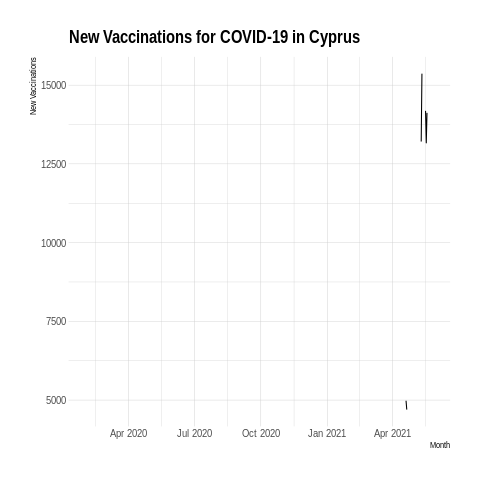 New Vaccinations for COVID-19 in Cyprus
New Vaccinations
15000
12500
10000
7500
5000
Apr 2020 Jul 2020 Oct 2020 Jan 2021 Apr 2021
Month